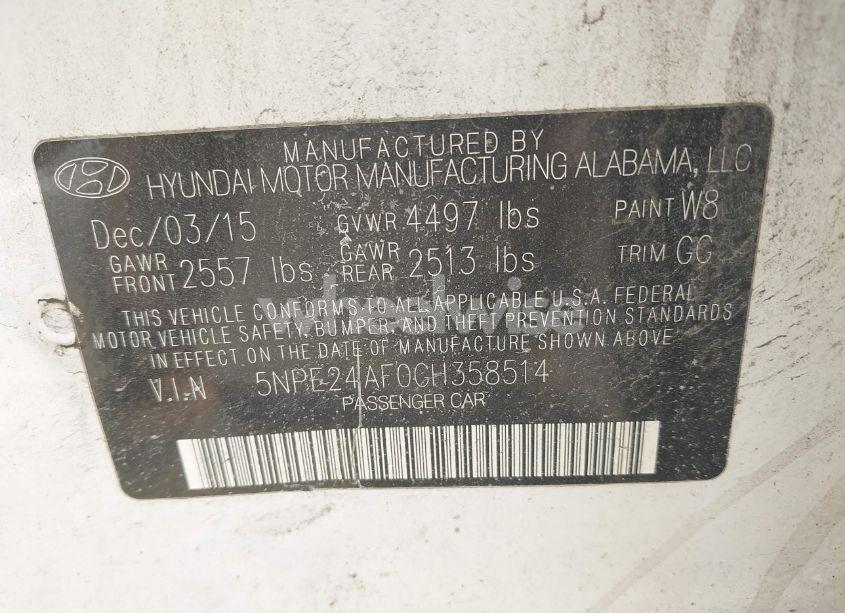 MANUFACTURED BY
HYUNDAI MOTOR MANUFACTURING ALABAMA, LLC
Dec/03/15 GVWR 4497 lbs PAINT W8
GAWR FRONT 2557 lbs GAWR REAR 2513 lbs TRIM GC
THIS VEHICLE CONFORMS TO ALL APPLICABLE U.S.A. FEDERAL
MOTOR VEHICLE SAFETY, BUMPER, AND THEFT PREVENTION STANDARDS
IN EFFECT ON THE DATE OF MANUFACTURE SHOWN ABOVE
V.I.N 5NPE24AF0GH358514
PASSENGER CAR